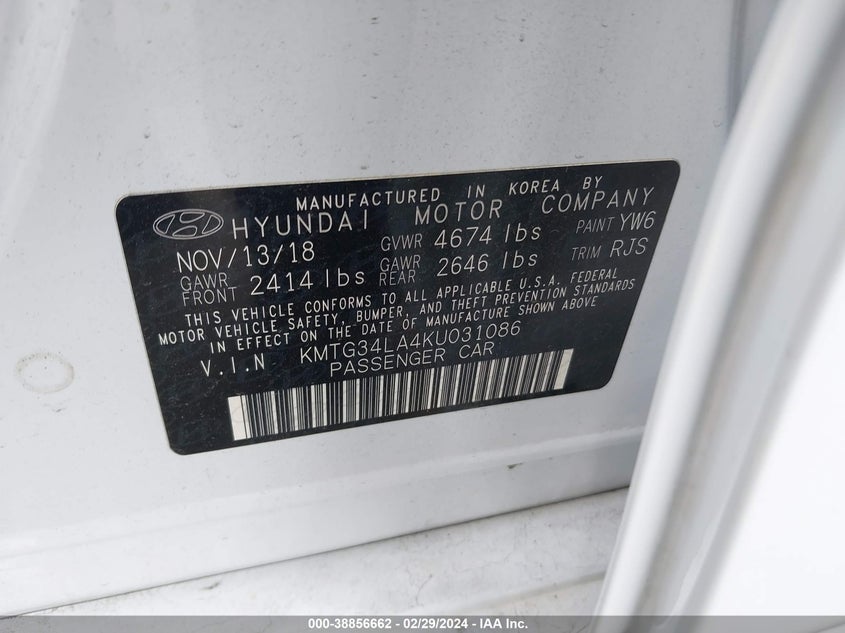 MANUFACTURED IN KOREA BY
HYUNDAI MOTOR COMPANY
NOV/13/18 GVWR 4674 lbs PAINT YW6
GAWR FRONT 2414 lbs GAWR REAR 2646 lbs TRIM RJS
THIS VEHICLE CONFORMS TO ALL APPLICABLE U.S.A. FEDERAL
MOTOR VEHICLE SAFETY, BUMPER, AND THEFT PREVENTION STANDARDS
IN EFFECT ON THE DATE OF MANUFACTURE SHOWN ABOVE
V.I.N KMTG34LA4KU031086
PASSENGER CAR
000-38856662 - 02/29/2024 - IAA Inc.